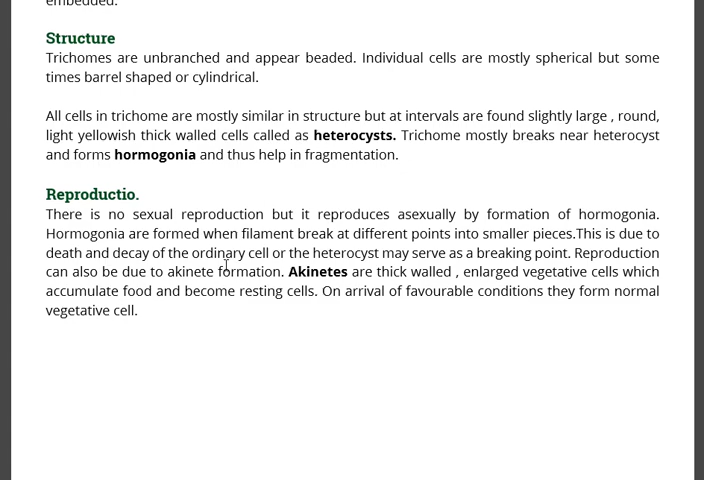 embedded.
Structure
Trichomes are unbranched and appear beaded. Individual cells are mostly spherical but some
times barrel shaped or cylindrical.
All cells in trichome are mostly similar in structure but at intervals are found slightly large , round,
light yellowish thick walled cells called as heterocysts. Trichome mostly breaks near heterocyst
and forms hormogonia and thus help in fragmentation.
Reproductio.
There is no sexual reproduction but it reproduces asexually by formation of hormogonia.
Hormogonia are formed when filament break at different points into smaller pieces.This is due to
death and decay of the ordinary cell or the heterocyst may serve as a breaking point. Reproduction
can also be due to akinete formation. Akinetes are thick walled , enlarged vegetative cells which
accumulate food and become resting cells. On arrival of favourable conditions they form normal
vegetative cell.